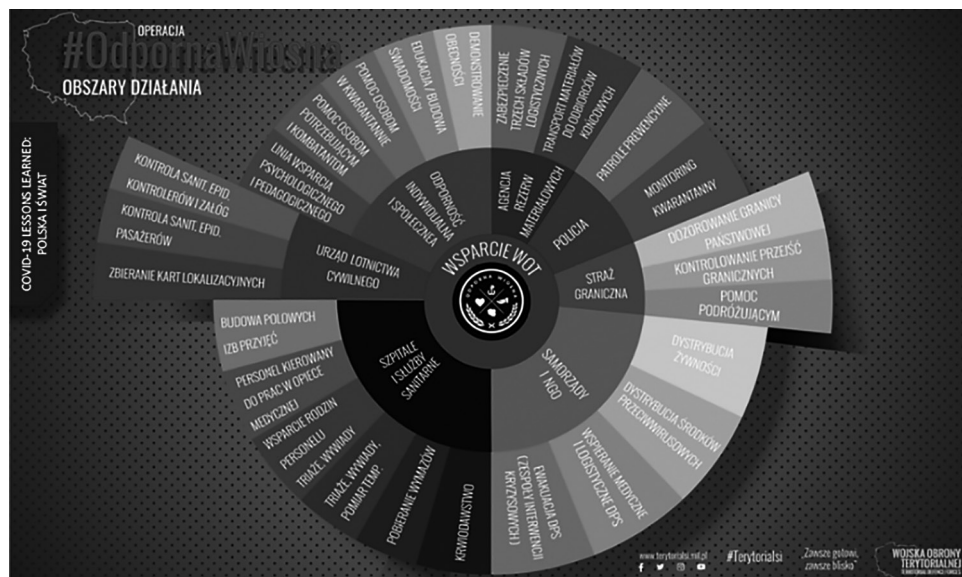 OPERACJA
#OdpornaWiosna
OBSZARY DZIAŁANIA
COVID-19 LESSONS LEARNED:
POLSKA I ŚWIAT
WSPARCIE WOT
ODPORNA WIOSNA
ODPORNOŚĆ
INDYWIDUALNA
I SPOŁECZNA
LINIA WSPARCIA
PSYCHOLOGICZNEGO
I PEDAGOGICZNEGO
POMOC OSOBOM
POTRZEBUJĄCYM
I KOMBATANTOM
POMOC OSOBOM
W KWARANTANNIE
EDUKACJA / BUDOWA
ŚWIADOMOŚCI
DEMONSTROWANIE
OBECNOŚCI
AGENCJA
REZERW
MATERIAŁOWYCH
ZABEZPIECZENIE
TRZECH SKŁADÓW
LOGISTYCZNYCH
TRANSPORT MATERIAŁÓW
DO ODBIORCÓW
KOŃCOWYCH
POLICJA
PATROLE PREWENCYJNE
MONITORING
KWARANTANNY
STRAŻ
GRANICZNA
DOZOROWANIE GRANICY
PAŃSTWOWEJ
KONTROLOWANIE PRZEJŚĆ
GRANICZNYCH
POMOC
PODRÓŻUJĄCYM
SAMORZĄDY
I NGO
DYSTRYBUCJA
ŻYWNOŚCI
DYSTRYBUCJA ŚRODKÓW
PRZECIWWIRUSOWYCH
WSPIERANIE MEDYCZNE
I LOGISTYCZNE DPS
EWAKUACJA DPS
(ZESPOŁY INTERWENCJI
KRYZYSOWYCH)
SZPITALE
I SŁUŻBY
SANITARNE
KRWIODAWSTWO
POBIERANIE WYMAZÓW
TRIAŻE, WYWIADY,
POMIAR TEMP.
TRIAŻE, WYWIADY
WSPARCIE RODZIN
PERSONELU
PERSONEL KIEROWANY
DO PRAC W OPIECE
MEDYCZNEJ
BUDOWA POLOWYCH
IZB PRZYJĘĆ
URZĄD LOTNICTWA
CYWILNEGO
ZBIERANIE KART LOKALIZACYJNYCH
KONTROLA SANIT. EPID.
PASAŻERÓW
KONTROLA SANIT. EPID.
KONTROLERÓW I ZAŁÓG
www.terytorialsi.mil.pl
#Terytorialsi
„Zawsze gotowi,
zawsze blisko"
WOJSKA OBRONY
TERYTORIALNEJ
TERRITORIAL DEFENCE FORCES